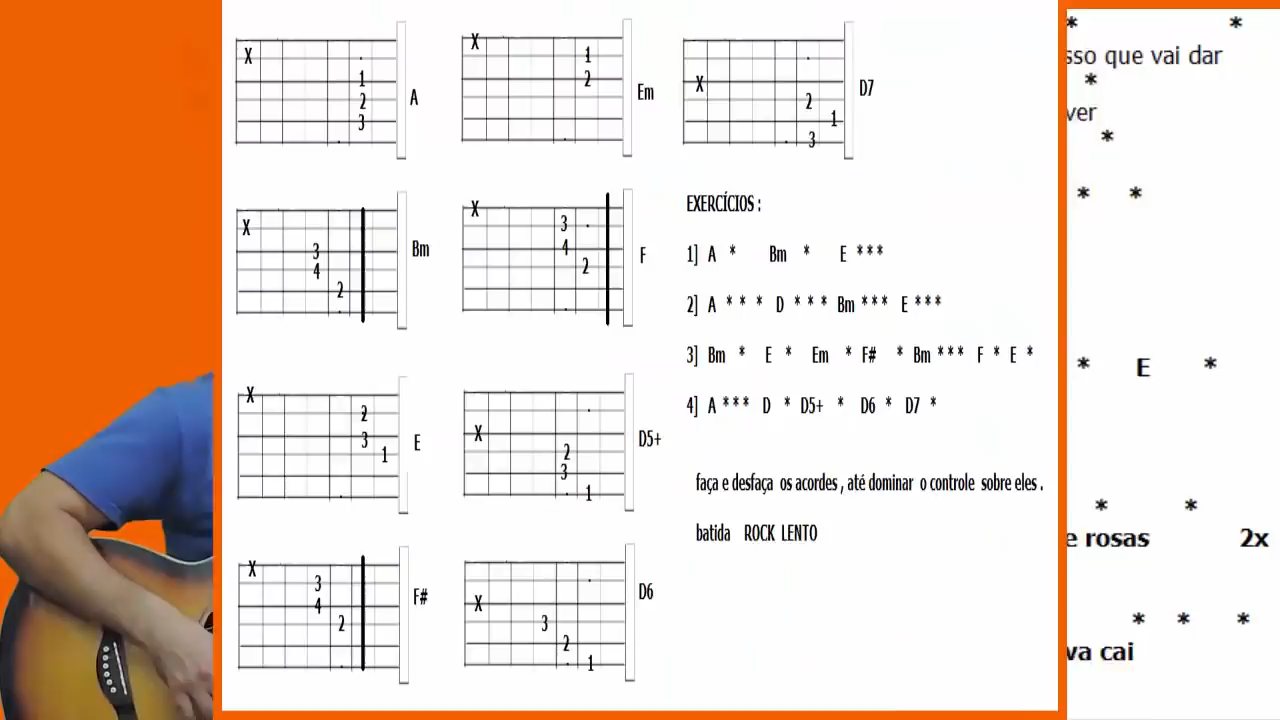 X
1
2
3
A
X
1
2
Em
X
2
1
3
D7
X
3
4
2
Bm
X
3
4
2
F
EXERCÍCIOS :
1] A * Bm * E ***
2] A * * * D * * * Bm *** E ***
3] Bm * E * Em * F# * Bm *** F * E *
4] A *** D * D5+ * D6 * D7 *
faça e desfaça os acordes , até dominar o controle sobre eles .
batida ROCK LENTO
X
2
3
1
E
X
2
3
1
D5+
X
3
4
2
F#
X
3
2
1
D6
* *
sso que vai dar
*
ver
*
* *
* E *
* *
e rosas 2x
* * *
va cai